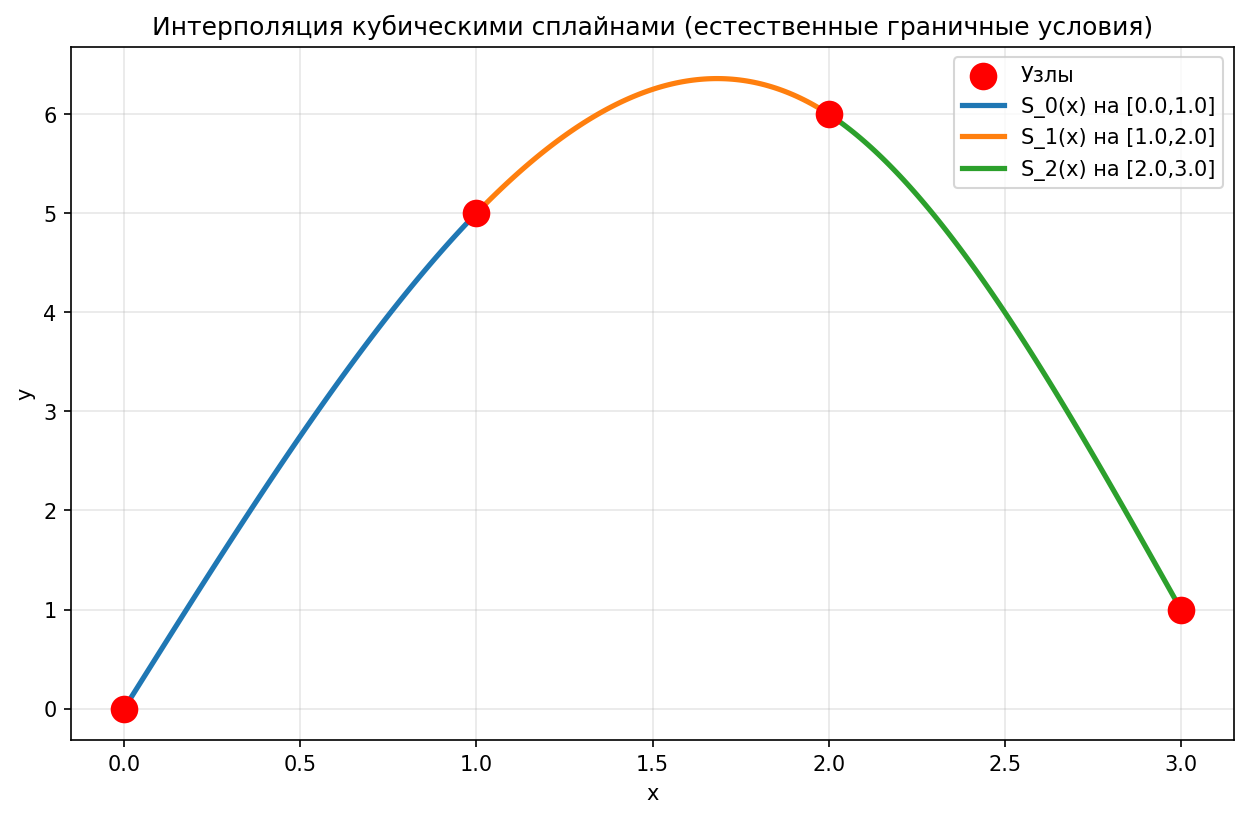 Интерполяция кубическими сплайнами (естественные граничные условия)
Узлы
S_0(x) на [0.0,1.0]
S_1(x) на [1.0,2.0]
S_2(x) на [2.0,3.0]
y
6
5
4
3
2
1
0
0.0 0.5 1.0 1.5 2.0 2.5 3.0
x